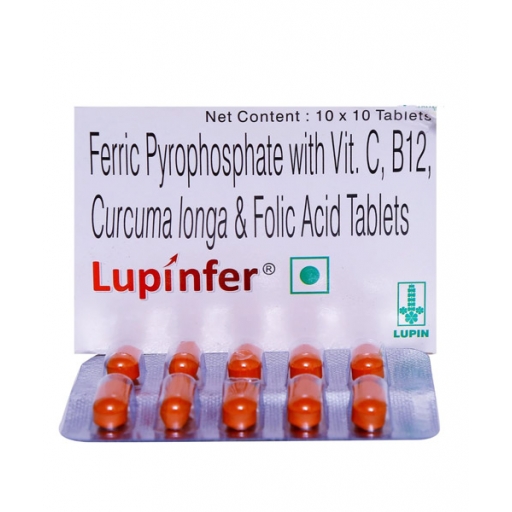 Net Content : 10 x 10 Tablets
Ferric Pyrophosphate with Vit. C, B12,
Curcuma longa & Folic Acid Tablets
Lupinfer®
LUPIN